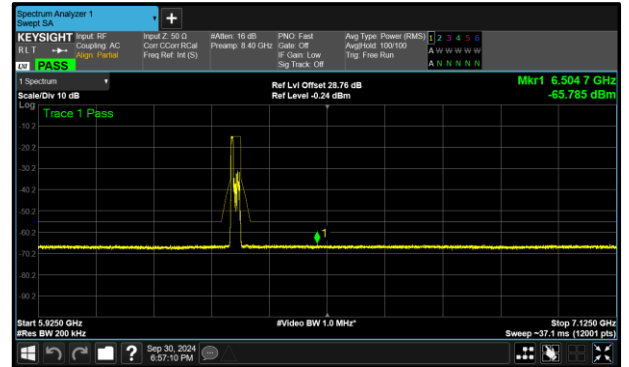 Spectrum Analyzer 1
Swept SA
+
KEYSIGHT
RLT
PASS
Input: RF
Coupling: AC
Align: Partial
Input Z: 50 Ω
Corr CCorr RCal
Freq Ref: Int (S)
#Atten: 16 dB
Preamp: 8.40 GHz
PNO: Fast
Gate: Off
IF Gain: Low
Sig Track: Off
Avg Type: Power (RMS)
Avg|Hold: 100/100
Trig: Free Run
1 2 3 4 5 6
A W W W W W
A N N N N N
1 Spectrum
Scale/Div 10 dB
Log
Ref Lvl Offset 28.76 dB
Ref Level -0.24 dBm
Mkr1 6.504 7 GHz
-65.785 dBm
Trace 1 Pass
-10.2
-20.2
-30.2
-40.2
-50.2
-60.2
-70.2
-80.2
-90.2
1
Start 5.9250 GHz
#Res BW 200 kHz
#Video BW 1.0 MHz*
Stop 7.1250 GHz
Sweep ~37.1 ms (12001 pts)
?
Sep 30, 2024
6:57:10 PM